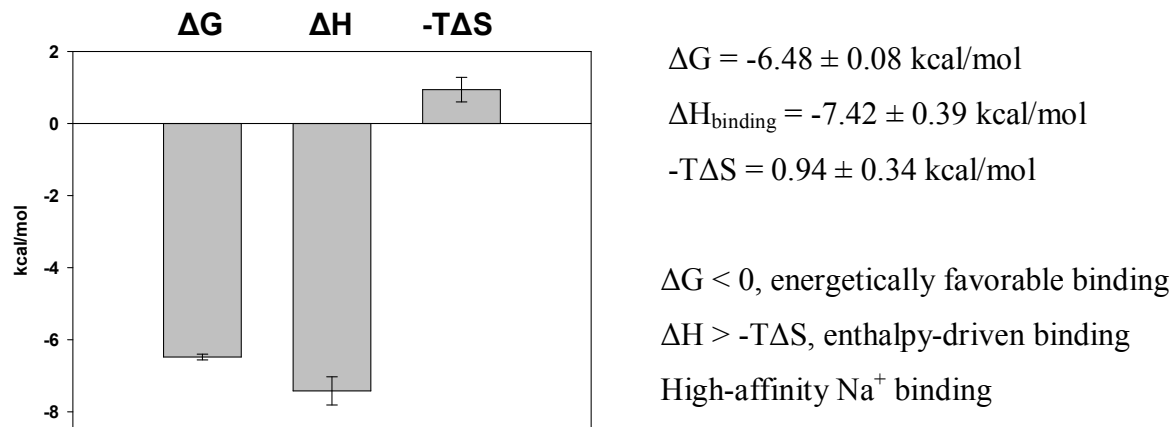 ΔG ΔH -TΔS
2
0
-2
-4
-6
-8
kcal/mol
ΔG = -6.48 ± 0.08 kcal/mol
ΔHbinding = -7.42 ± 0.39 kcal/mol
-TΔS = 0.94 ± 0.34 kcal/mol
ΔG < 0, energetically favorable binding
ΔH > -TΔS, enthalpy-driven binding
High-affinity Na⁺ binding